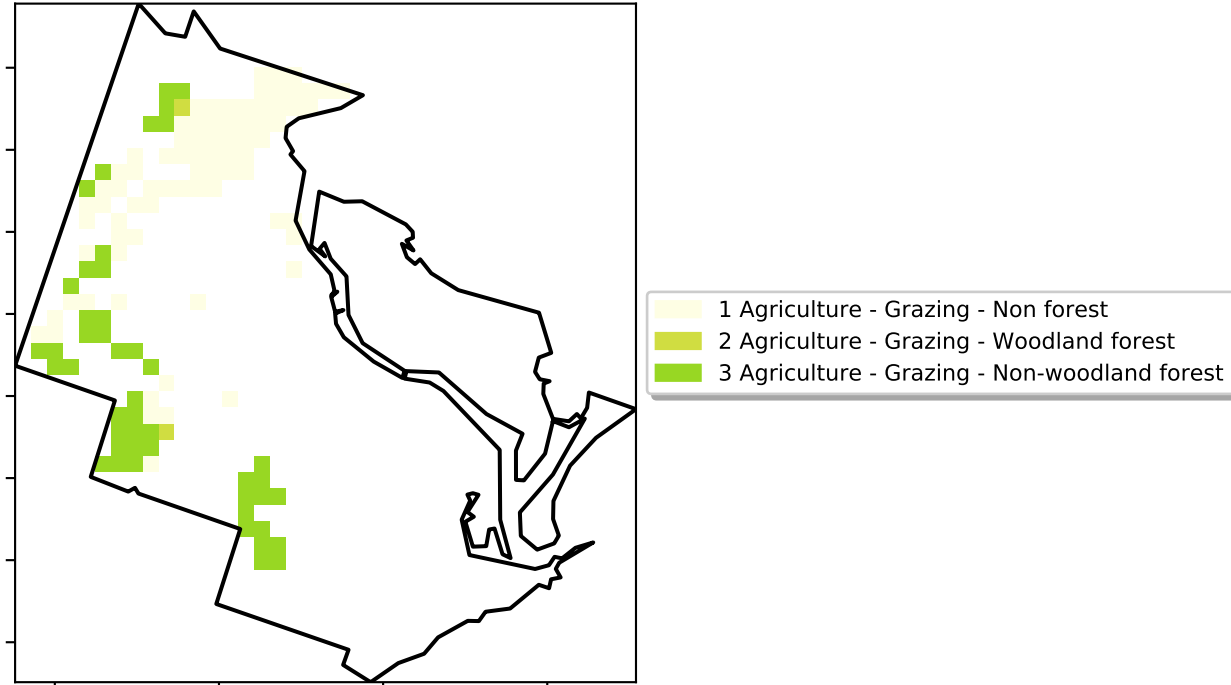 1 Agriculture - Grazing - Non forest
2 Agriculture - Grazing - Woodland forest
3 Agriculture - Grazing - Non-woodland forest